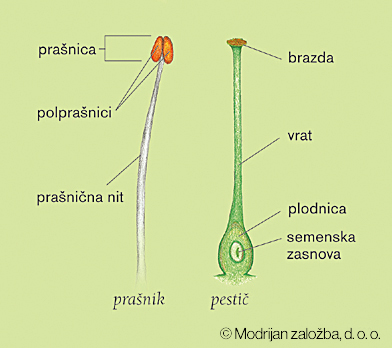 prašnica
polprašnici
prašnična nit
prašnik
brazda
vrat
plodnica
semenska
zasnova
pestič
© Modrijan založba, d. o. o.